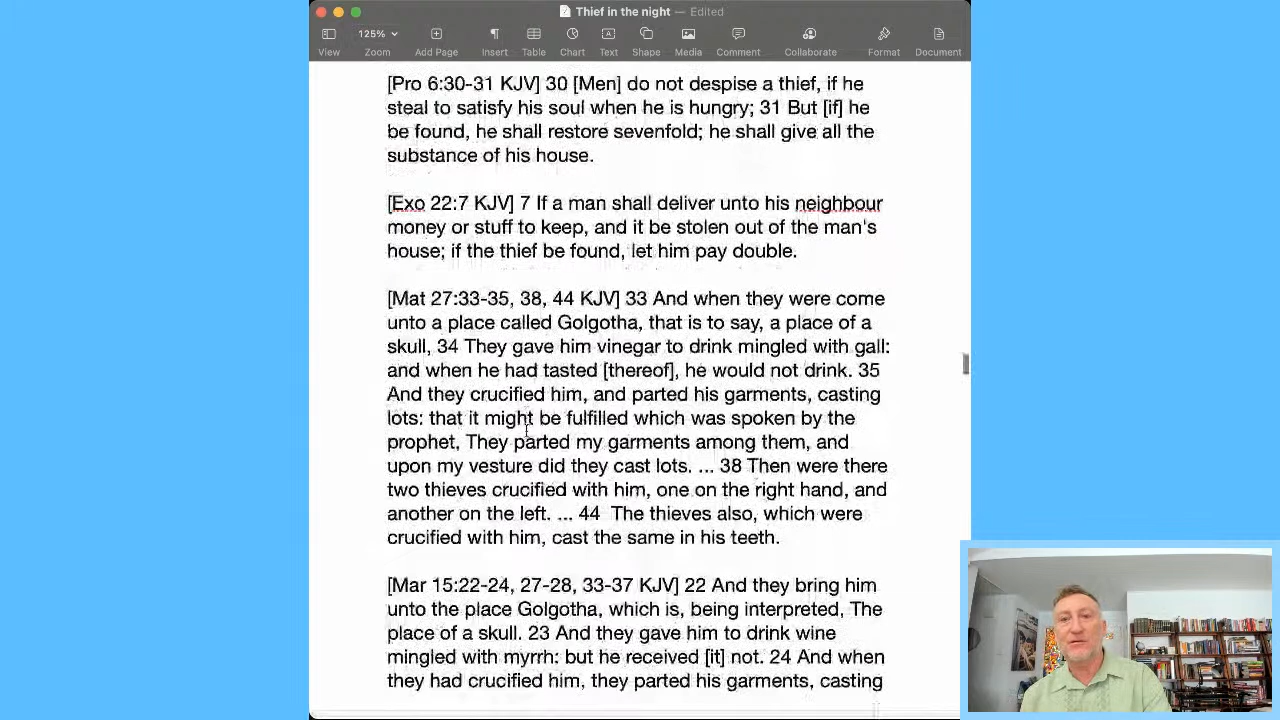 Thief in the night — Edited
125%
View Zoom Add Page Insert Table Chart Text Shape Media Comment Collaborate Format Document
[Pro 6:30-31 KJV] 30 [Men] do not despise a thief, if he
steal to satisfy his soul when he is hungry; 31 But [if] he
be found, he shall restore sevenfold; he shall give all the
substance of his house.
[Exo 22:7 KJV] 7 If a man shall deliver unto his neighbour
money or stuff to keep, and it be stolen out of the man's
house; if the thief be found, let him pay double.
[Mat 27:33-35, 38, 44 KJV] 33 And when they were come
unto a place called Golgotha, that is to say, a place of a
skull, 34 They gave him vinegar to drink mingled with gall:
and when he had tasted [thereof], he would not drink. 35
And they crucified him, and parted his garments, casting
lots: that it might be fulfilled which was spoken by the
prophet, They parted my garments among them, and
upon my vesture did they cast lots. ... 38 Then were there
two thieves crucified with him, one on the right hand, and
another on the left. ... 44 The thieves also, which were
crucified with him, cast the same in his teeth.
[Mar 15:22-24, 27-28, 33-37 KJV] 22 And they bring him
unto the place Golgotha, which is, being interpreted, The
place of a skull. 23 And they gave him to drink wine
mingled with myrrh: but he received [it] not. 24 And when
they had crucified him, they parted his garments, casting